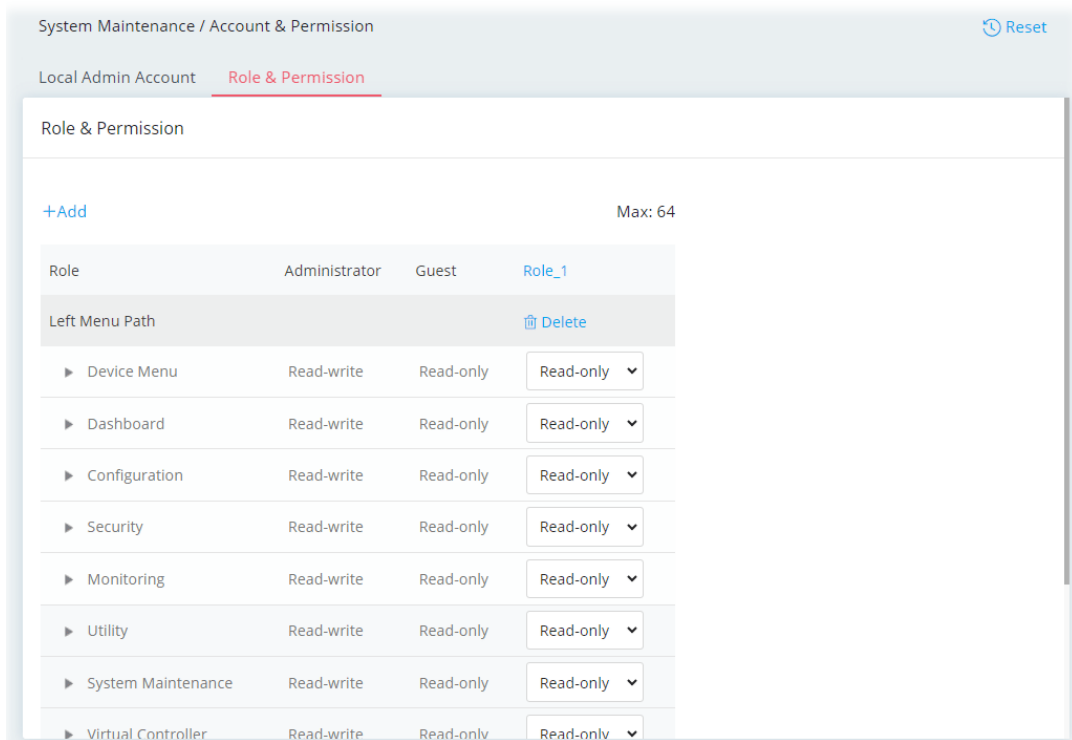 System Maintenance / Account & Permission Reset
Local Admin Account Role & Permission
Role & Permission
+Add Max: 64
Role Administrator Guest Role_1
Left Menu Path Delete
Device Menu Read-write Read-only Read-only
Dashboard Read-write Read-only Read-only
Configuration Read-write Read-only Read-only
Security Read-write Read-only Read-only
Monitoring Read-write Read-only Read-only
Utility Read-write Read-only Read-only
System Maintenance Read-write Read-only Read-only
Virtual Controller Read-write Read-only Read-only